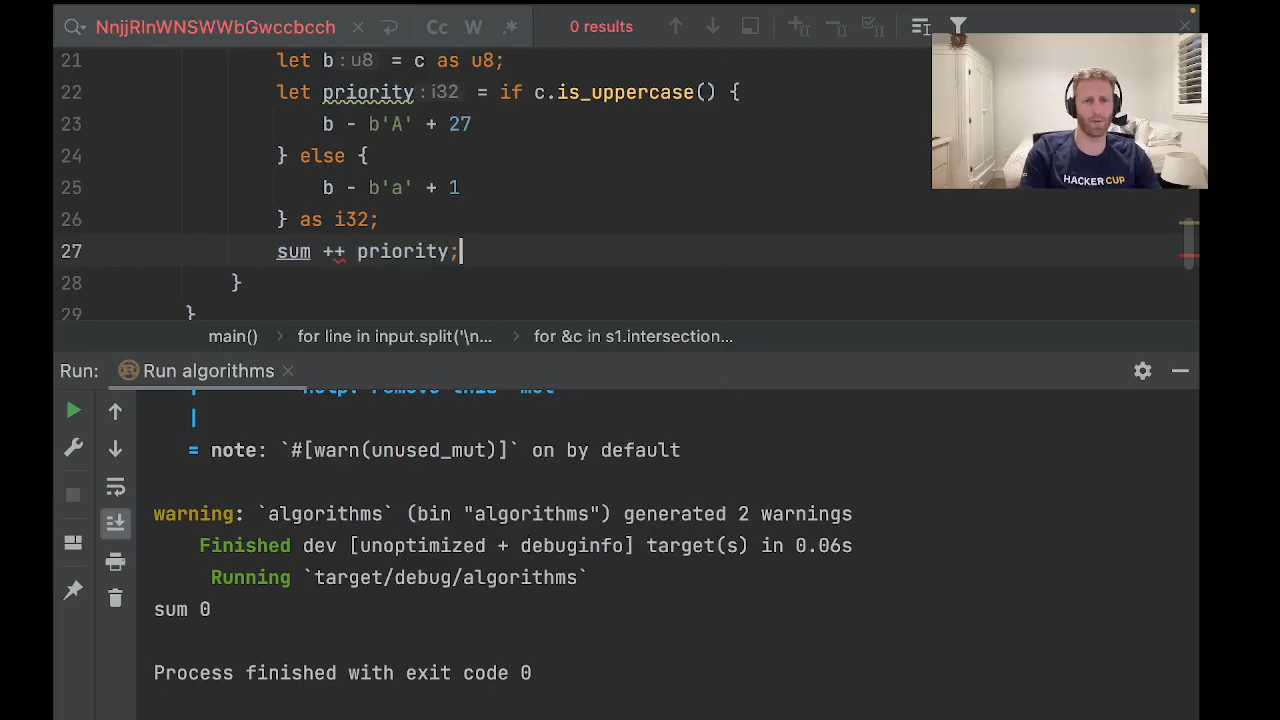 NnjjRlnWNSWWbGwccbcch Cc W .* 0 results
21 let b: u8 = c as u8;
22 let priority: i32 = if c.is_uppercase() {
23 b - b'A' + 27
24 } else {
25 b - b'a' + 1
26 } as i32;
27 sum ++ priority;
28 }
29 }
main() > for line in input.split('\n... > for &c in s1.intersection...
Run: Run algorithms
help: remove this `mut`
|
= note: `#[warn(unused_mut)]` on by default
warning: `algorithms` (bin "algorithms") generated 2 warnings
Finished dev [unoptimized + debuginfo] target(s) in 0.06s
Running `target/debug/algorithms`
sum 0
Process finished with exit code 0
HACKER CUP